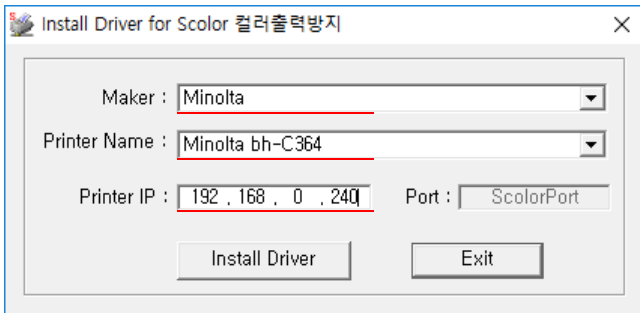 Install Driver for Scolor 컬러출력방지
Maker : Minolta
Printer Name : Minolta bh-C364
Printer IP : 192 . 168 . 0 . 240 Port : ScolorPort
Install Driver Exit